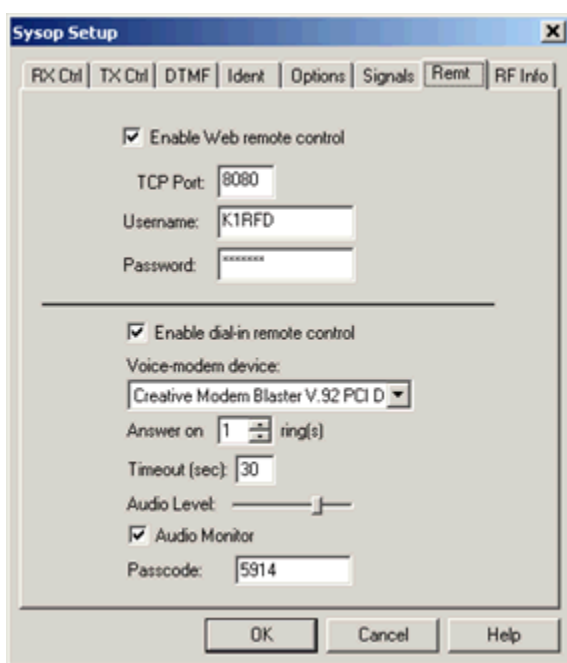 Sysop Setup
RX Ctrl TX Ctrl DTMF Ident Options Signals Remt RF Info
Enable Web remote control
TCP Port: 8080
Username: K1RFD
Password: *******
Enable dial-in remote control
Voice-modem device:
Creative Modem Blaster V.92 PCI D
Answer on 1 ring(s)
Timeout (sec): 30
Audio Level:
Audio Monitor
Passcode: 5914
OK Cancel Help